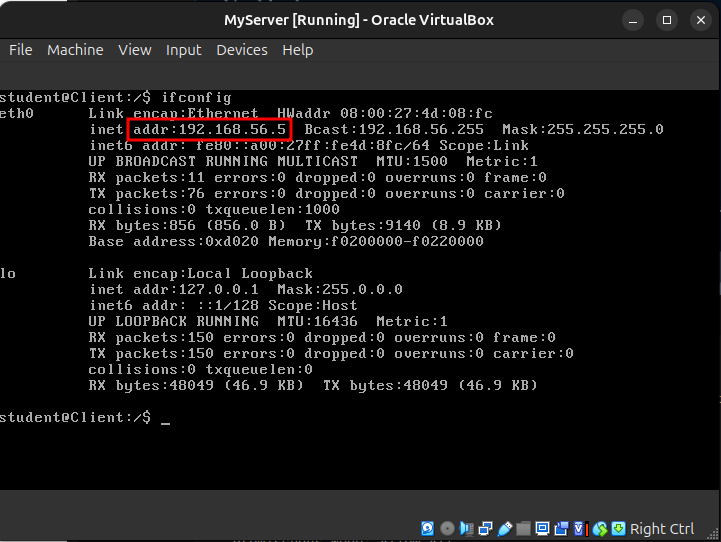 MyServer [Running] - Oracle VirtualBox
File Machine View Input Devices Help
student@Client:/$ ifconfig
eth0 Link encap:Ethernet HWaddr 08:00:27:4d:08:fc
inet addr:192.168.56.5 Bcast:192.168.56.255 Mask:255.255.255.0
inet6 addr: fe80::a00:27ff:fe4d:8fc/64 Scope:Link
UP BROADCAST RUNNING MULTICAST MTU:1500 Metric:1
RX packets:11 errors:0 dropped:0 overruns:0 frame:0
TX packets:76 errors:0 dropped:0 overruns:0 carrier:0
collisions:0 txqueuelen:1000
RX bytes:856 (856.0 B) TX bytes:9140 (8.9 KB)
Base address:0xd020 Memory:f0200000-f0220000
lo Link encap:Local Loopback
inet addr:127.0.0.1 Mask:255.0.0.0
inet6 addr: ::1/128 Scope:Host
UP LOOPBACK RUNNING MTU:16436 Metric:1
RX packets:150 errors:0 dropped:0 overruns:0 frame:0
TX packets:150 errors:0 dropped:0 overruns:0 carrier:0
collisions:0 txqueuelen:0
RX bytes:48049 (46.9 KB) TX bytes:48049 (46.9 KB)
student@Client:/$ _
Right Ctrl